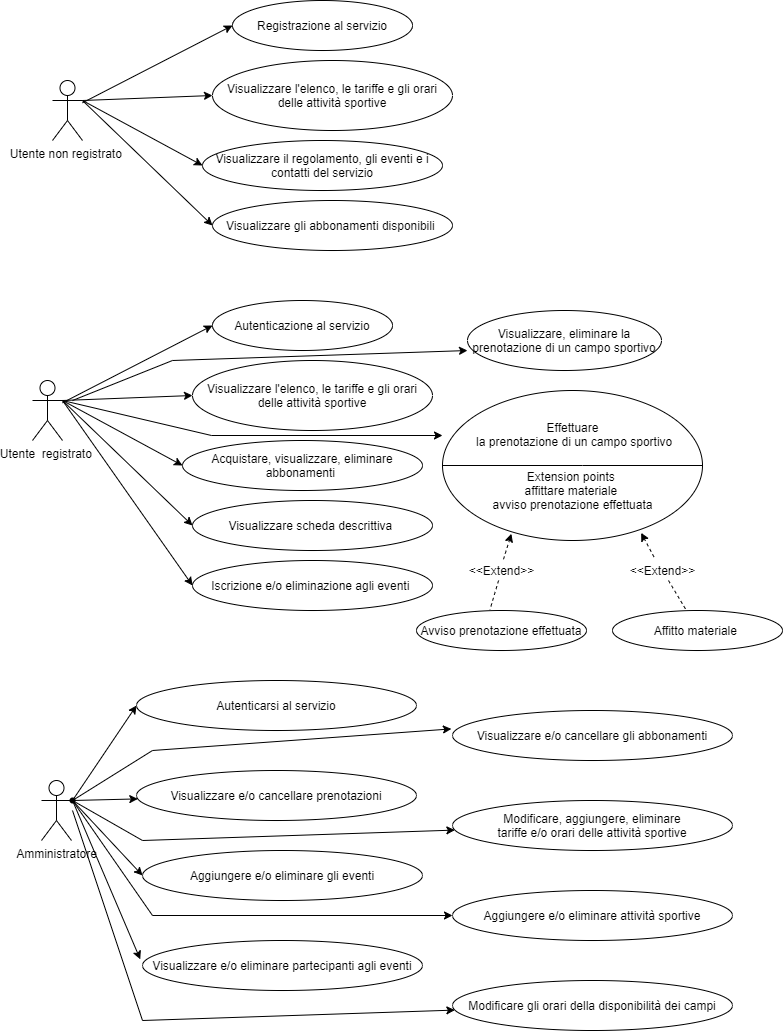 Registrazione al servizio
Visualizzare l'elenco, le tariffe e gli orari
delle attività sportive
Utente non registrato
Visualizzare il regolamento, gli eventi e i
contatti del servizio
Visualizzare gli abbonamenti disponibili
Autenticazione al servizio
Visualizzare, eliminare la
prenotazione di un campo sportivo
Visualizzare l'elenco, le tariffe e gli orari
delle attività sportive
Utente  registrato
Effettuare
la prenotazione di un campo sportivo
Extension points
affittare materiale
avviso prenotazione effettuata
Acquistare, visualizzare, eliminare
abbonamenti
Visualizzare scheda descrittiva
Iscrizione e/o eliminazione agli eventi
<<Extend>>
<<Extend>>
Avviso prenotazione effettuata
Affitto materiale
Autenticarsi al servizio
Visualizzare e/o cancellare gli abbonamenti
Visualizzare e/o cancellare prenotazioni
Modificare, aggiungere, eliminare
tariffe e/o orari delle attività sportive
Amministratore
Aggiungere e/o eliminare gli eventi
Aggiungere e/o eliminare attività sportive
Visualizzare e/o eliminare partecipanti agli eventi
Modificare gli orari della disponibilità dei campi